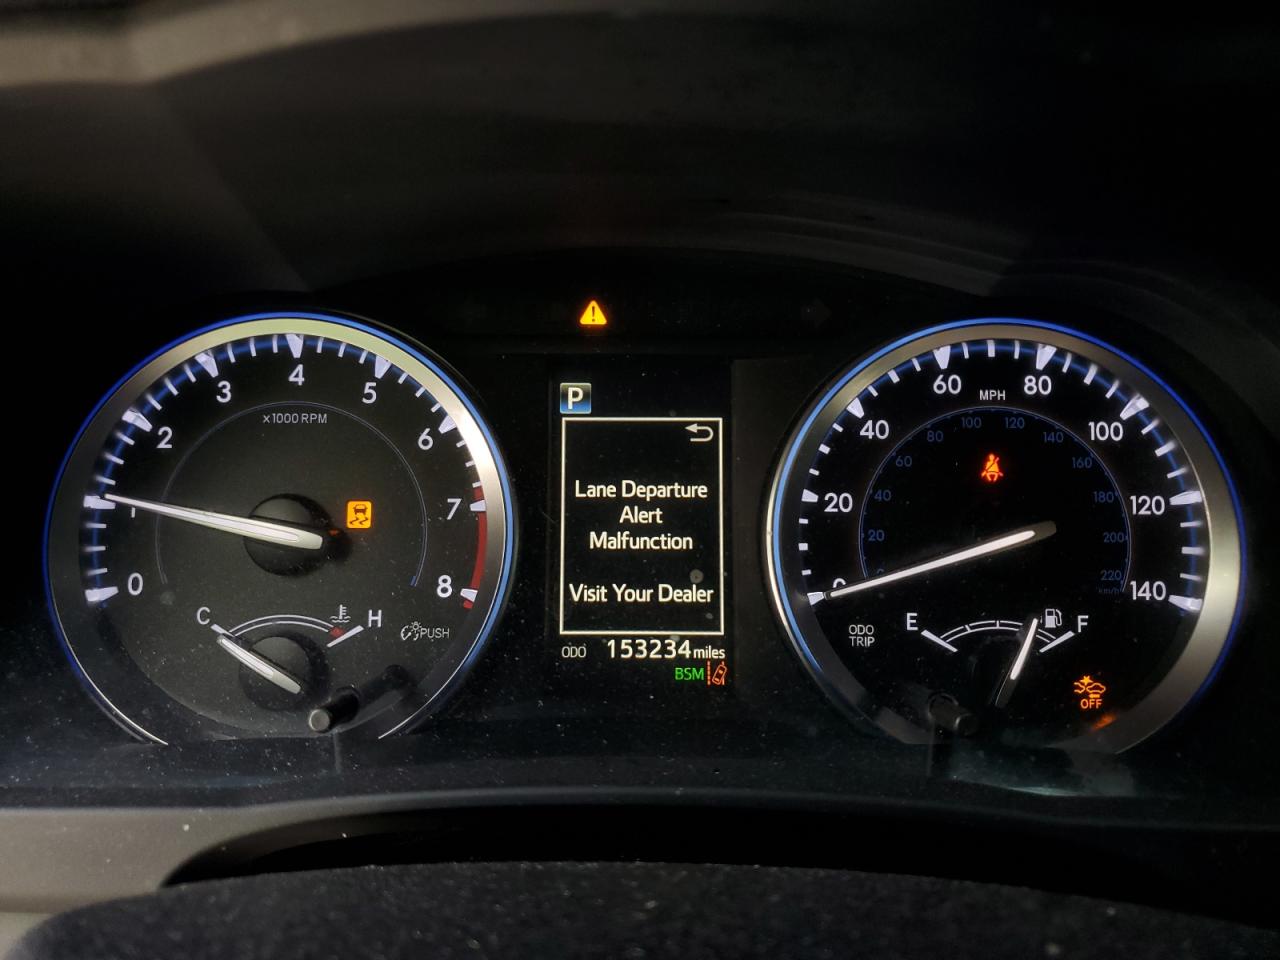 0
1
2
3
4
5
6
7
8
x1000 RPM
C
H
PUSH
P
Lane Departure
Alert
Malfunction
Visit Your Dealer
ODO 153234 miles
BSM
0
20
40
60
80
100
120
140
MPH
0
20
40
60
80
100
120
140
160
180
200
220
km/h
ODO
TRIP
E
F
OFF